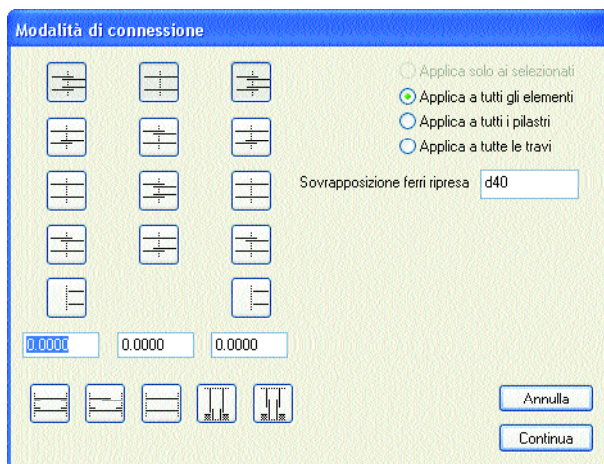 Modalità di connessione
Applica solo ai selezionati
Applica a tutti gli elementi
Applica a tutti i pilastri
Applica a tutte le travi
Sovrapposizione ferri ripresa d40
0.0000 0.0000 0.0000
Annulla
Continua